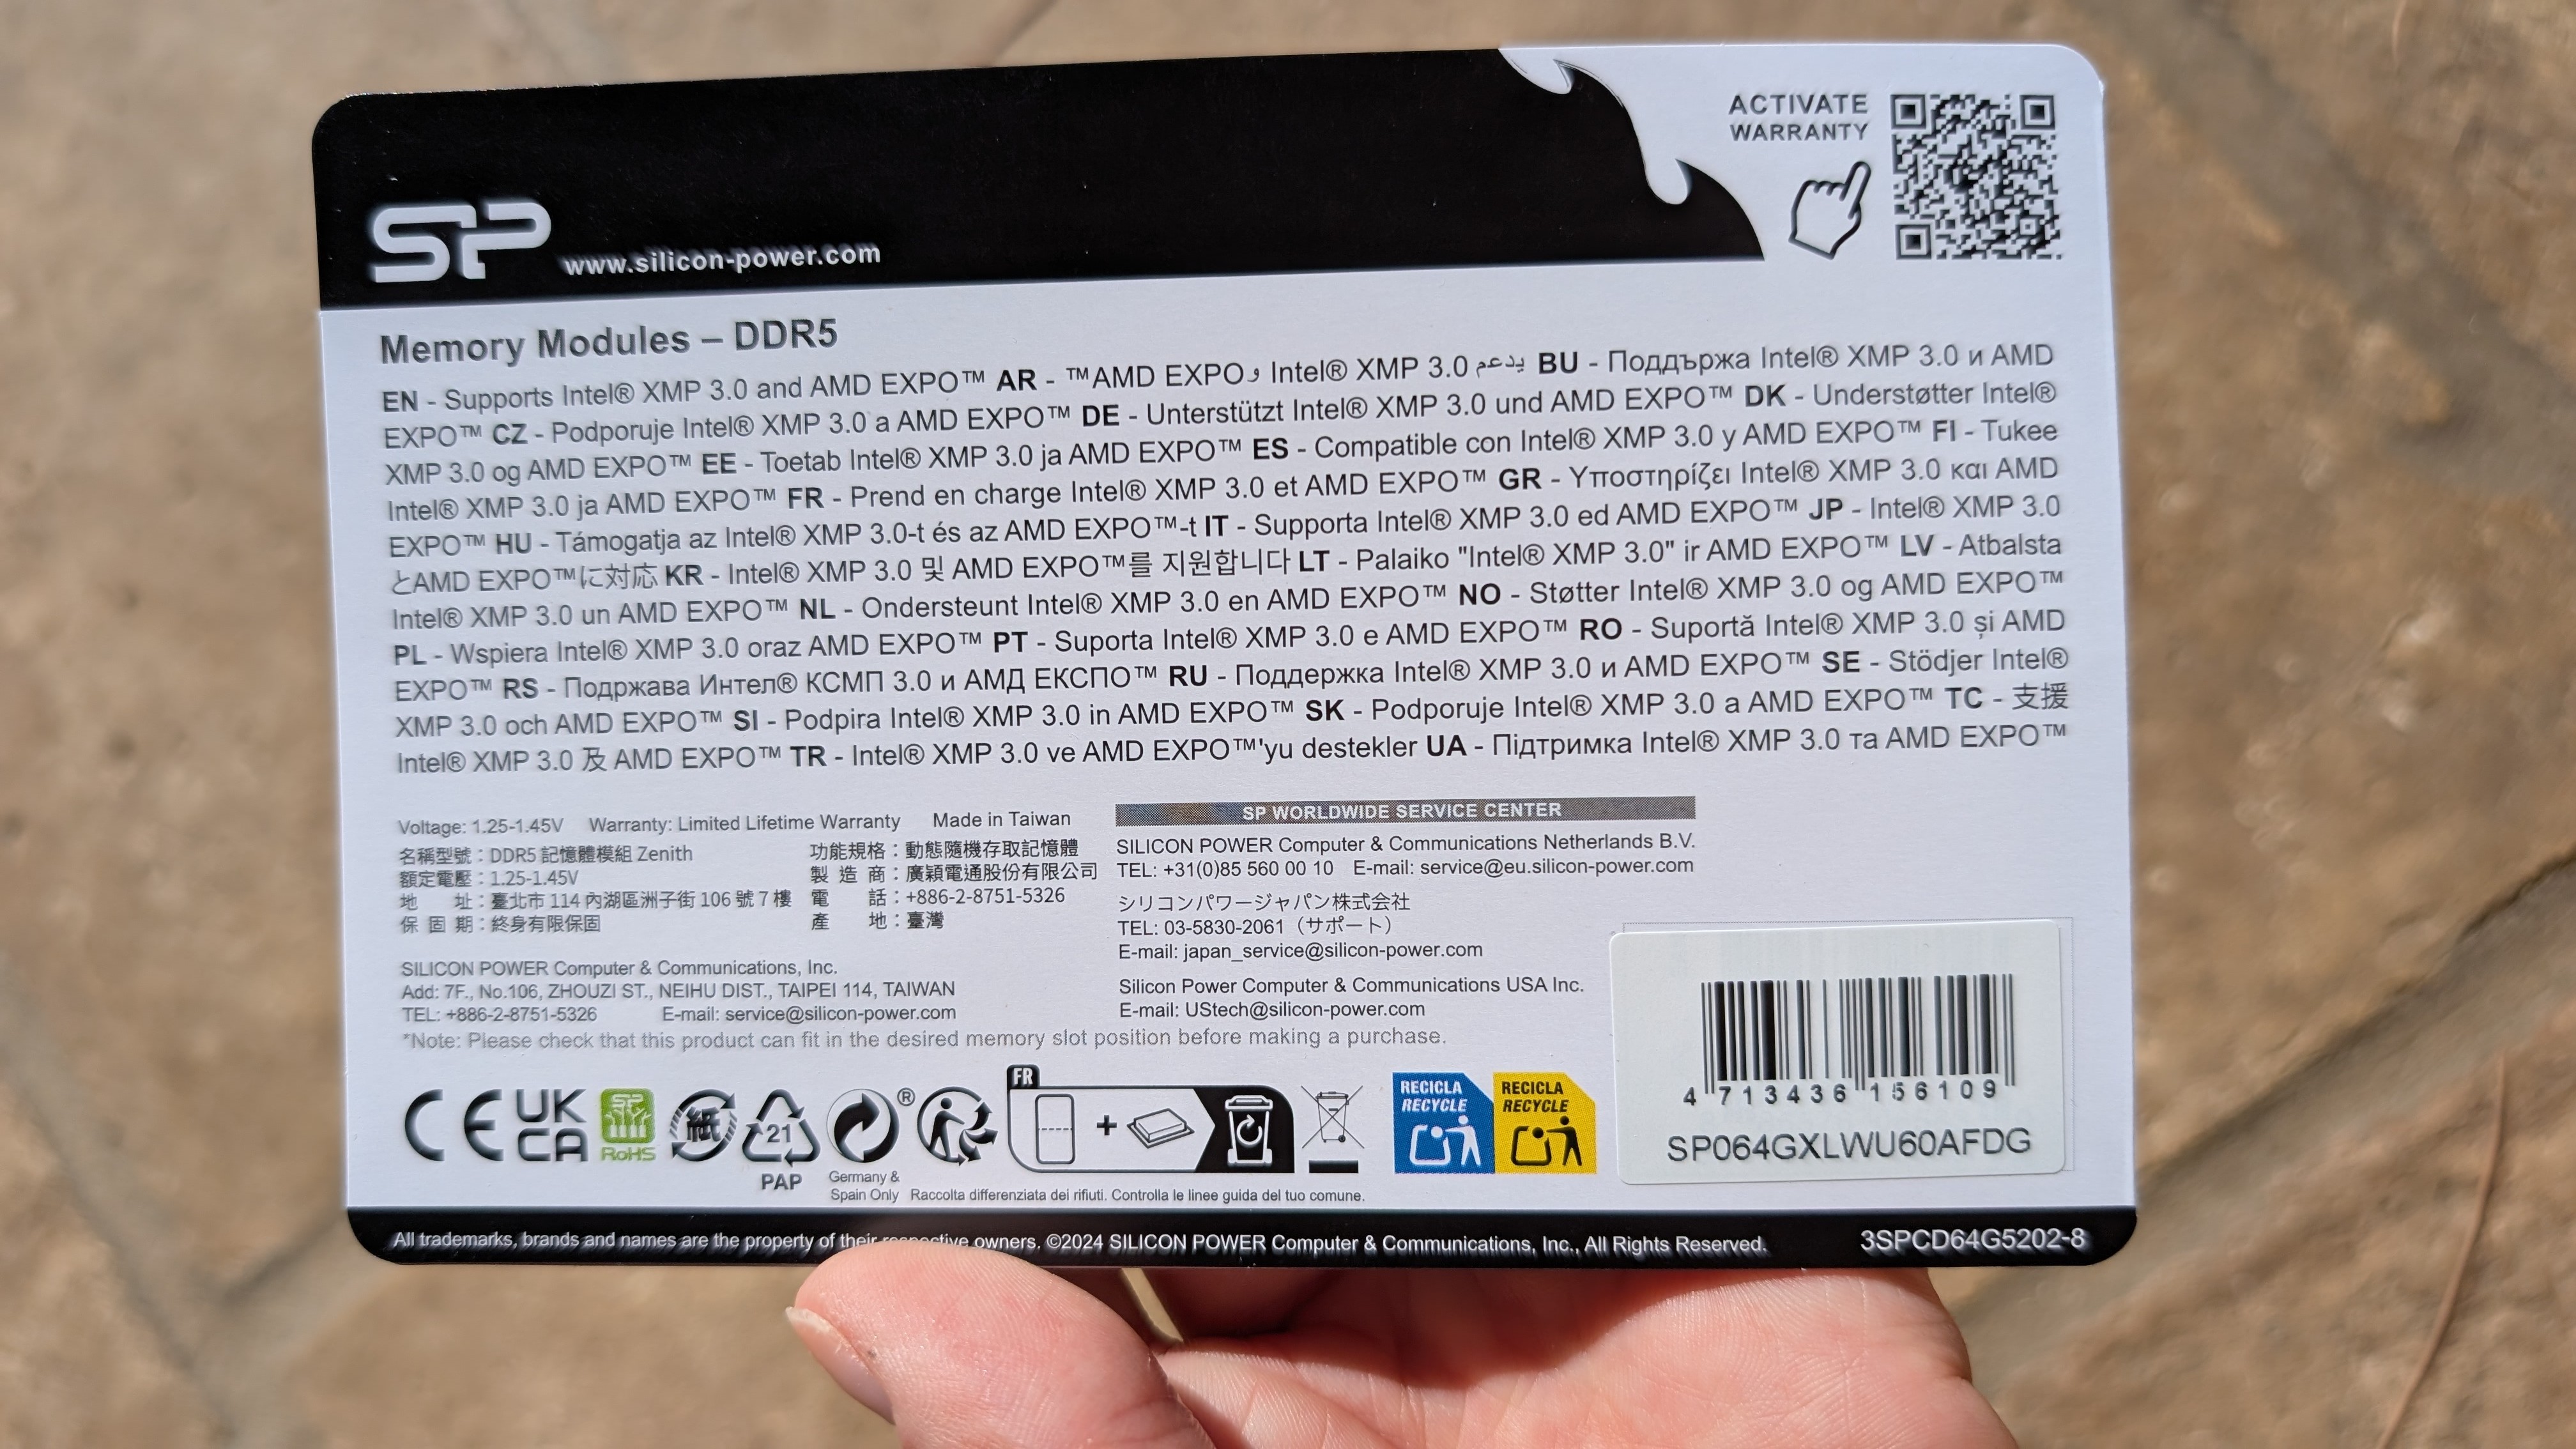 ACTIVATE
WARRANTY
SP www.silicon-power.com
Memory Modules – DDR5
EN - Supports Intel® XMP 3.0 and AMD EXPO™ AR - ™AMD EXPOو Intel® XMP 3.0 يدعم BU - Поддържа Intel® XMP 3.0 и AMD
EXPO™ CZ - Podporuje Intel® XMP 3.0 a AMD EXPO™ DE - Unterstützt Intel® XMP 3.0 und AMD EXPO™ DK - Understøtter Intel®
XMP 3.0 og AMD EXPO™ EE - Toetab Intel® XMP 3.0 ja AMD EXPO™ ES - Compatible con Intel® XMP 3.0 y AMD EXPO™ FI - Tukee
Intel® XMP 3.0 ja AMD EXPO™ FR - Prend en charge Intel® XMP 3.0 et AMD EXPO™ GR - Υποστηρίζει Intel® XMP 3.0 και AMD
EXPO™ HU - Támogatja az Intel® XMP 3.0-t és az AMD EXPO™-t IT - Supporta Intel® XMP 3.0 ed AMD EXPO™ JP - Intel® XMP 3.0
とAMD EXPO™に対応 KR - Intel® XMP 3.0 및 AMD EXPO™를 지원합니다 LT - Palaiko "Intel® XMP 3.0" ir AMD EXPO™ LV - Atbalsta
Intel® XMP 3.0 un AMD EXPO™ NL - Ondersteunt Intel® XMP 3.0 en AMD EXPO™ NO - Støtter Intel® XMP 3.0 og AMD EXPO™
PL - Wspiera Intel® XMP 3.0 oraz AMD EXPO™ PT - Suporta Intel® XMP 3.0 e AMD EXPO™ RO - Suportă Intel® XMP 3.0 și AMD
EXPO™ RS - Подржава Интел® КСМП 3.0 и АМД ЕКСПО™ RU - Поддержка Intel® XMP 3.0 и AMD EXPO™ SE - Stödjer Intel®
XMP 3.0 och AMD EXPO™ SI - Podpira Intel® XMP 3.0 in AMD EXPO™ SK - Podporuje Intel® XMP 3.0 a AMD EXPO™ TC - 支援
Intel® XMP 3.0 及 AMD EXPO™ TR - Intel® XMP 3.0 ve AMD EXPO™'yu destekler UA - Підтримка Intel® XMP 3.0 та AMD EXPO™
Voltage: 1.25-1.45V Warranty: Limited Lifetime Warranty Made in Taiwan
名稱型號：DDR5 記憶體模組 Zenith 功能規格：動態隨機存取記憶體
額定電壓：1.25-1.45V 製造商：廣穎電通股份有限公司
地址：臺北市 114 內湖區洲子街 106 號 7 樓 電話：+886-2-8751-5326
保固期：終身有限保固 產地：臺灣
SILICON POWER Computer & Communications, Inc.
Add: 7F., No.106, ZHOUZI ST., NEIHU DIST., TAIPEI 114, TAIWAN
TEL: +886-2-8751-5326 E-mail: service@silicon-power.com
*Note: Please check that this product can fit in the desired memory slot position before making a purchase.
SP WORLDWIDE SERVICE CENTER
SILICON POWER Computer & Communications Netherlands B.V.
TEL: +31(0)85 560 00 10 E-mail: service@eu.silicon-power.com
シリコンパワージャパン株式会社
TEL: 03-5830-2061（サポート）
E-mail: japan_service@silicon-power.com
Silicon Power Computer & Communications USA Inc.
E-mail: UStech@silicon-power.com
4 713436 156109
SP064GXLWU60AFDG
CE
UK
CA
SP
RoHS
紙
21
PAP
®
Germany &
Spain Only
FR
+
RECICLA
RECYCLE
RECICLA
RECYCLE
Raccolta differenziata dei rifiuti. Controlla le linee guida del tuo comune.
All trademarks, brands and names are the property of their respective owners. ©2024 SILICON POWER Computer & Communications, Inc., All Rights Reserved.
3SPCD64G5202-8